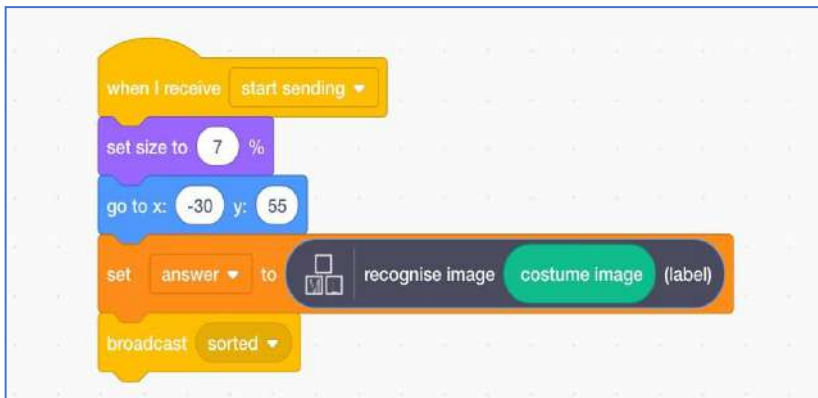 when I receive start sending
set size to 7 %
go to x: -30 y: 55
set answer to recognise image costume image (label)
broadcast sorted